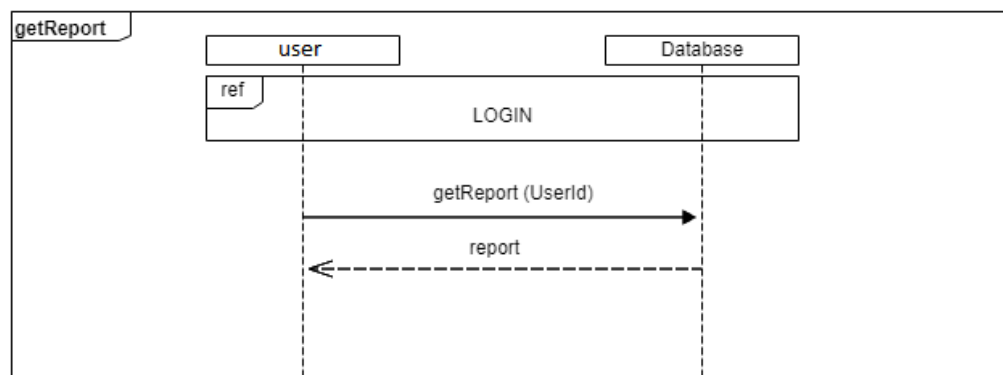 getReport
user
Database
ref
LOGIN
getReport (UserId)
report